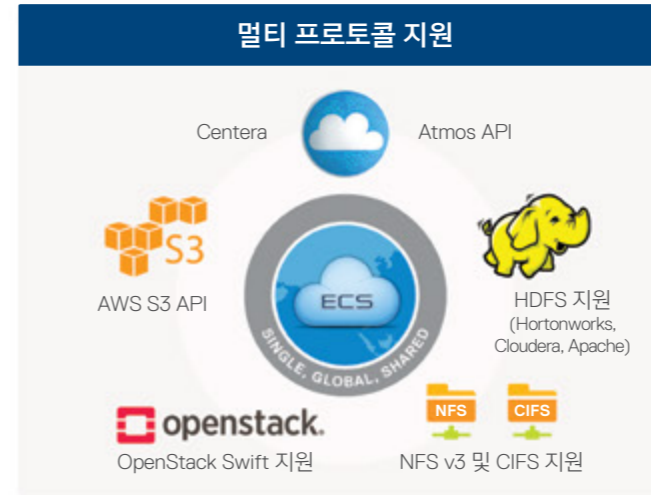 멀티 프로토콜 지원
Centera
Atmos API
S3
AWS S3 API
ECS
SINGLE, GLOBAL, SHARED
HDFS 지원
(Hortonworks,
Cloudera, Apache)
openstack.
OpenStack Swift 지원
NFS
CIFS
NFS v3 및 CIFS 지원